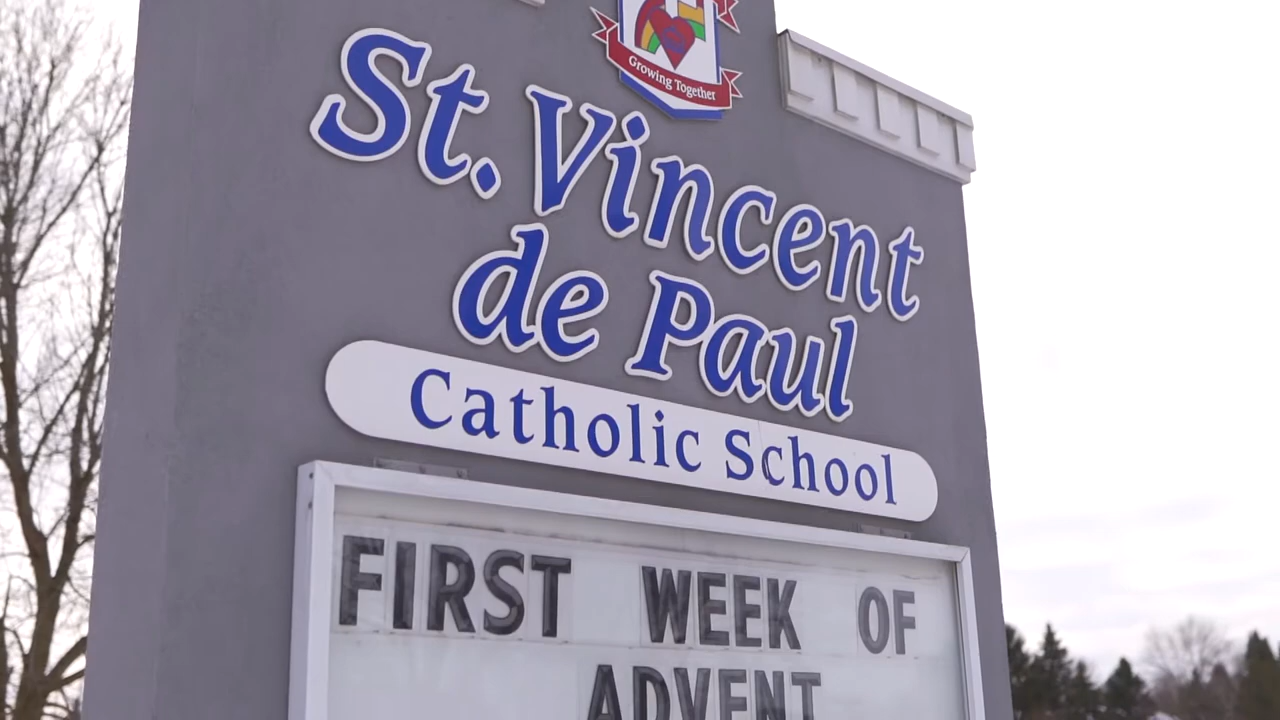 Growing Together
St. Vincent
de Paul
Catholic School
FIRST WEEK OF
ADVENT